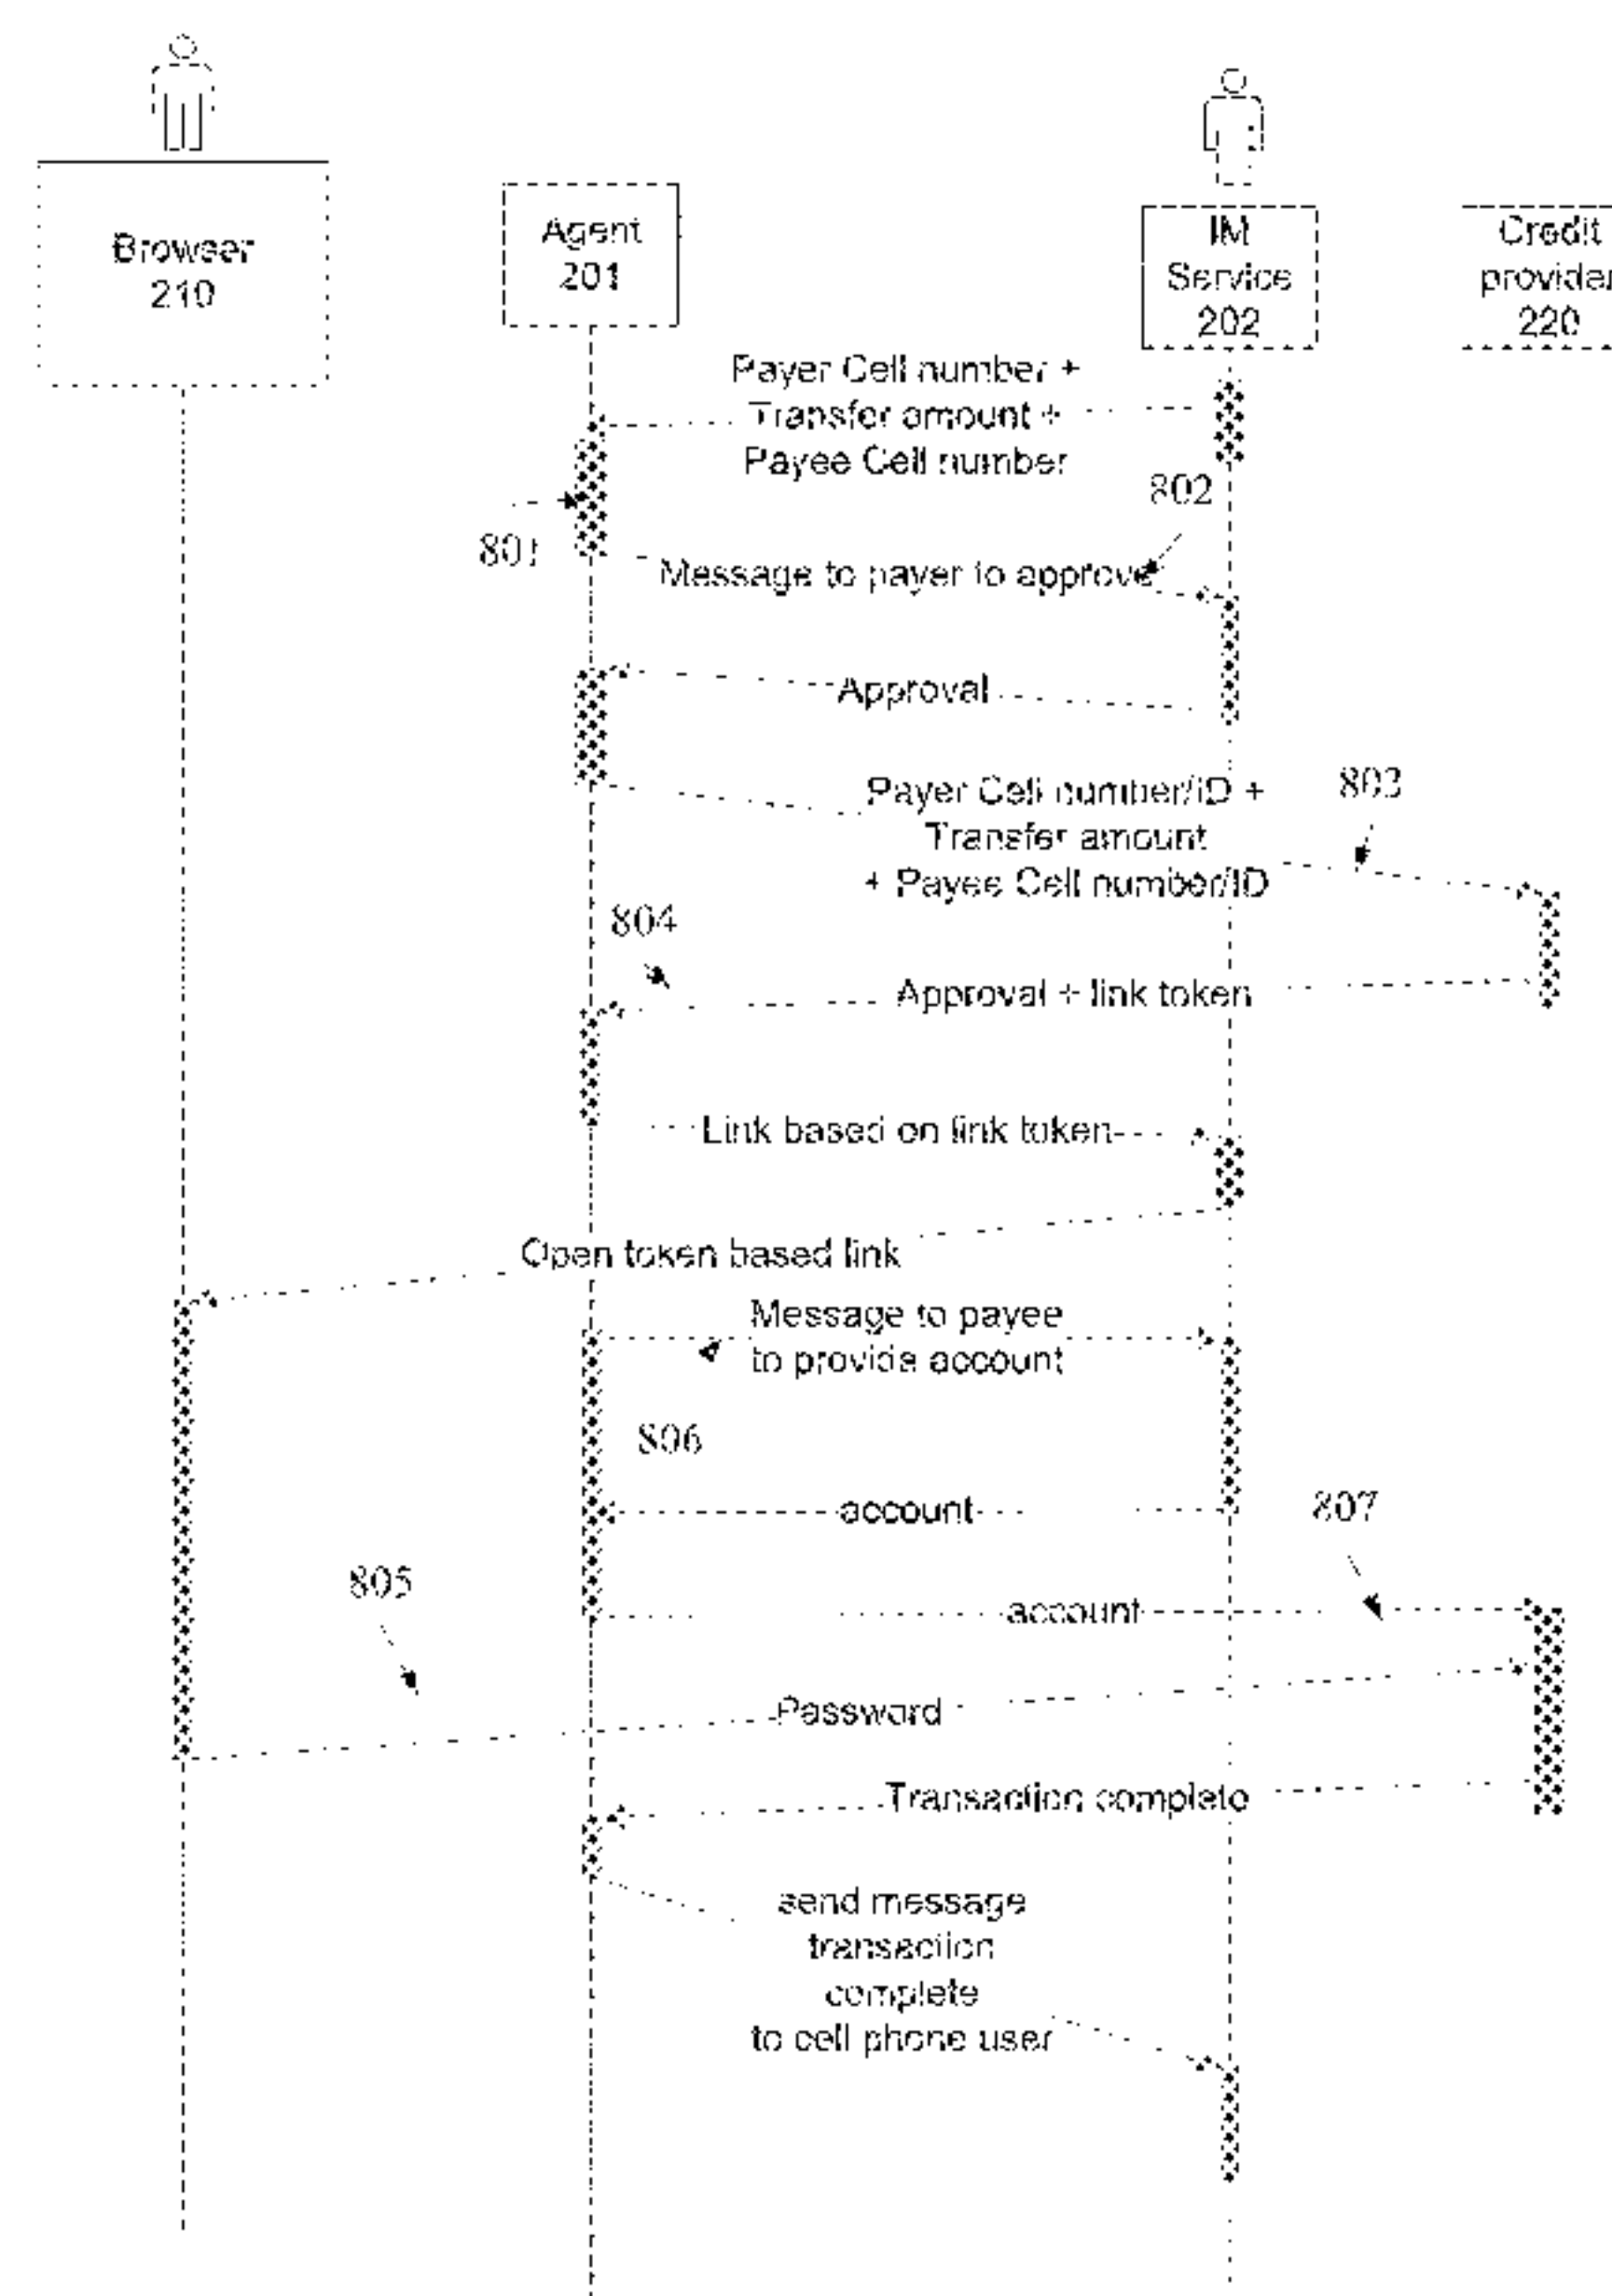 Browser
210
Agent
201
IM
Service
202
Credit
provider
220
Payer Cell number +
Transfer amount +
Payee Cell number
801
802
Message to payer to approve
Approval
Payer Cell number/ID +
Transfer amount
+ Payee Cell number/ID
803
804
Approval + link token
Link based on link token
Open token based link
Message to payee
to provide account
806
account
807
805
account
Password
Transaction complete
send message
transaction
complete
to cell phone user